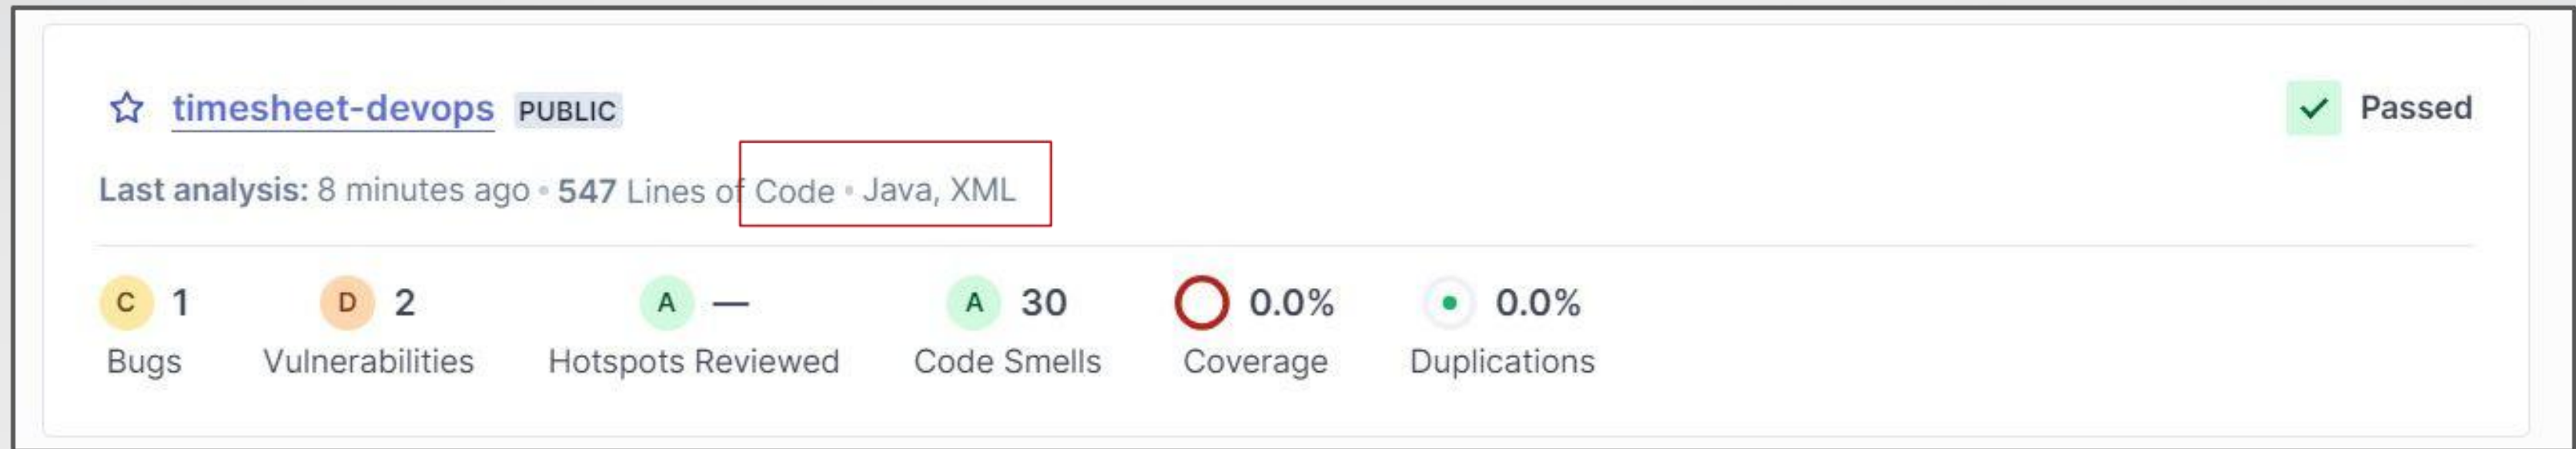 timesheet-devops PUBLIC Passed
Last analysis: 8 minutes ago • 547 Lines of Code • Java, XML
C 1 D 2 A — A 30 0.0% 0.0%
Bugs Vulnerabilities Hotspots Reviewed Code Smells Coverage Duplications